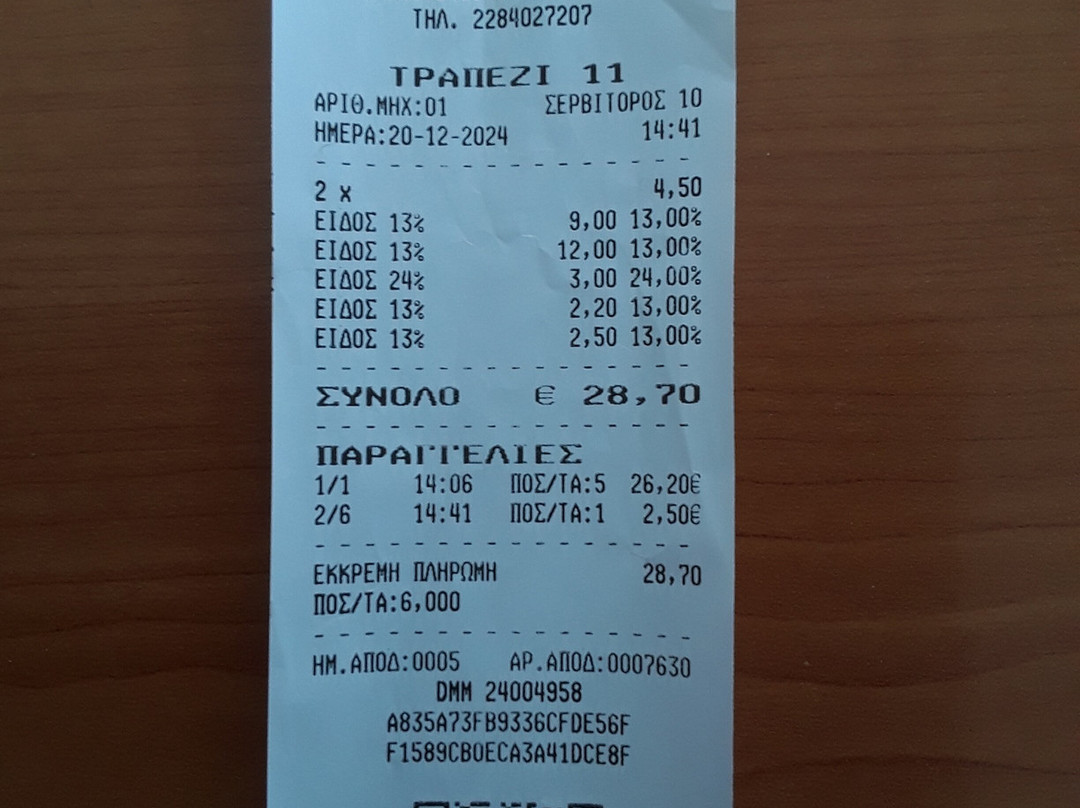 ΤΗΛ. 2284027207
ΤΡΑΠΕΖΙ 11
ΑΡΙΘ.ΜΗΧ:01 ΣΕΡΒΙΤΟΡΟΣ 10
ΗΜΕΡΑ:20-12-2024 14:41
2 x 4,50
ΕΙΔΟΣ 13% 9,00 13,00%
ΕΙΔΟΣ 13% 12,00 13,00%
ΕΙΔΟΣ 24% 3,00 24,00%
ΕΙΔΟΣ 13% 2,20 13,00%
ΕΙΔΟΣ 13% 2,50 13,00%
ΣΥΝΟΛΟ € 28,70
ΠΑΡΑΓΓΕΛΙΕΣ
1/1 14:06 ΠΟΣ/ΤΑ:5 26,20€
2/6 14:41 ΠΟΣ/ΤΑ:1 2,50€
ΕΚΚΡΕΜΗ ΠΛΗΡΩΜΗ 28,70
ΠΟΣ/ΤΑ:6,000
ΗΜ.ΑΠΟΔ:0005 ΑΡ.ΑΠΟΔ:0007630
DMM 24004958
A835A73FB9336CFDE56F
F1589CB0ECA3A41DCE8F